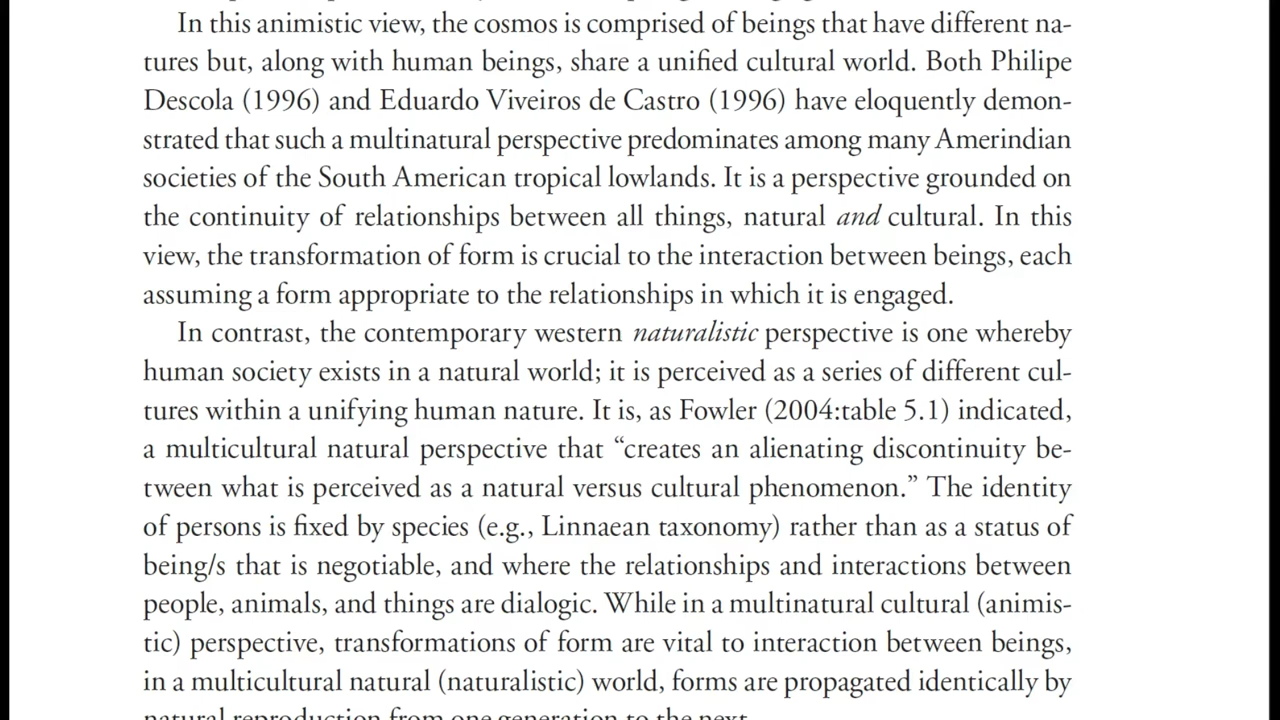 In this animistic view, the cosmos is comprised of beings that have different na-
tures but, along with human beings, share a unified cultural world. Both Philipe
Descola (1996) and Eduardo Viveiros de Castro (1996) have eloquently demon-
strated that such a multinatural perspective predominates among many Amerindian
societies of the South American tropical lowlands. It is a perspective grounded on
the continuity of relationships between all things, natural and cultural. In this
view, the transformation of form is crucial to the interaction between beings, each
assuming a form appropriate to the relationships in which it is engaged.
In contrast, the contemporary western naturalistic perspective is one whereby
human society exists in a natural world; it is perceived as a series of different cul-
tures within a unifying human nature. It is, as Fowler (2004:table 5.1) indicated,
a multicultural natural perspective that “creates an alienating discontinuity be-
tween what is perceived as a natural versus cultural phenomenon.” The identity
of persons is fixed by species (e.g., Linnaean taxonomy) rather than as a status of
being/s that is negotiable, and where the relationships and interactions between
people, animals, and things are dialogic. While in a multinatural cultural (animis-
tic) perspective, transformations of form are vital to interaction between beings,
in a multicultural natural (naturalistic) world, forms are propagated identically by
natural reproduction from one generation to the next.